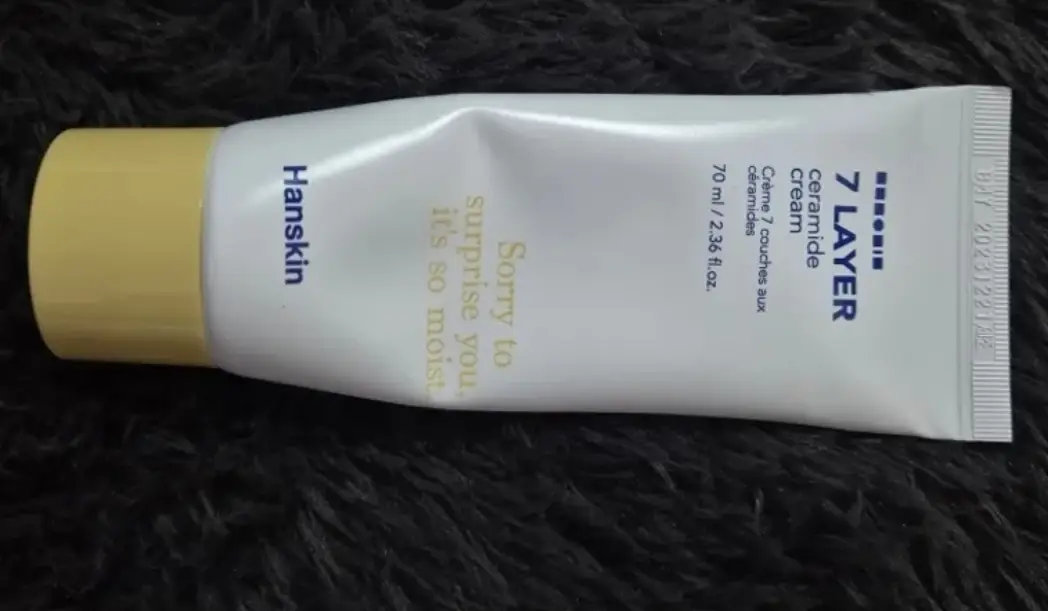 7 LAYER
ceramide
cream
Crème 7 couches aux
céramides
70 ml / 2.36 fl.oz.
Sorry to
surprise you,
it's so moist.
Hanskin